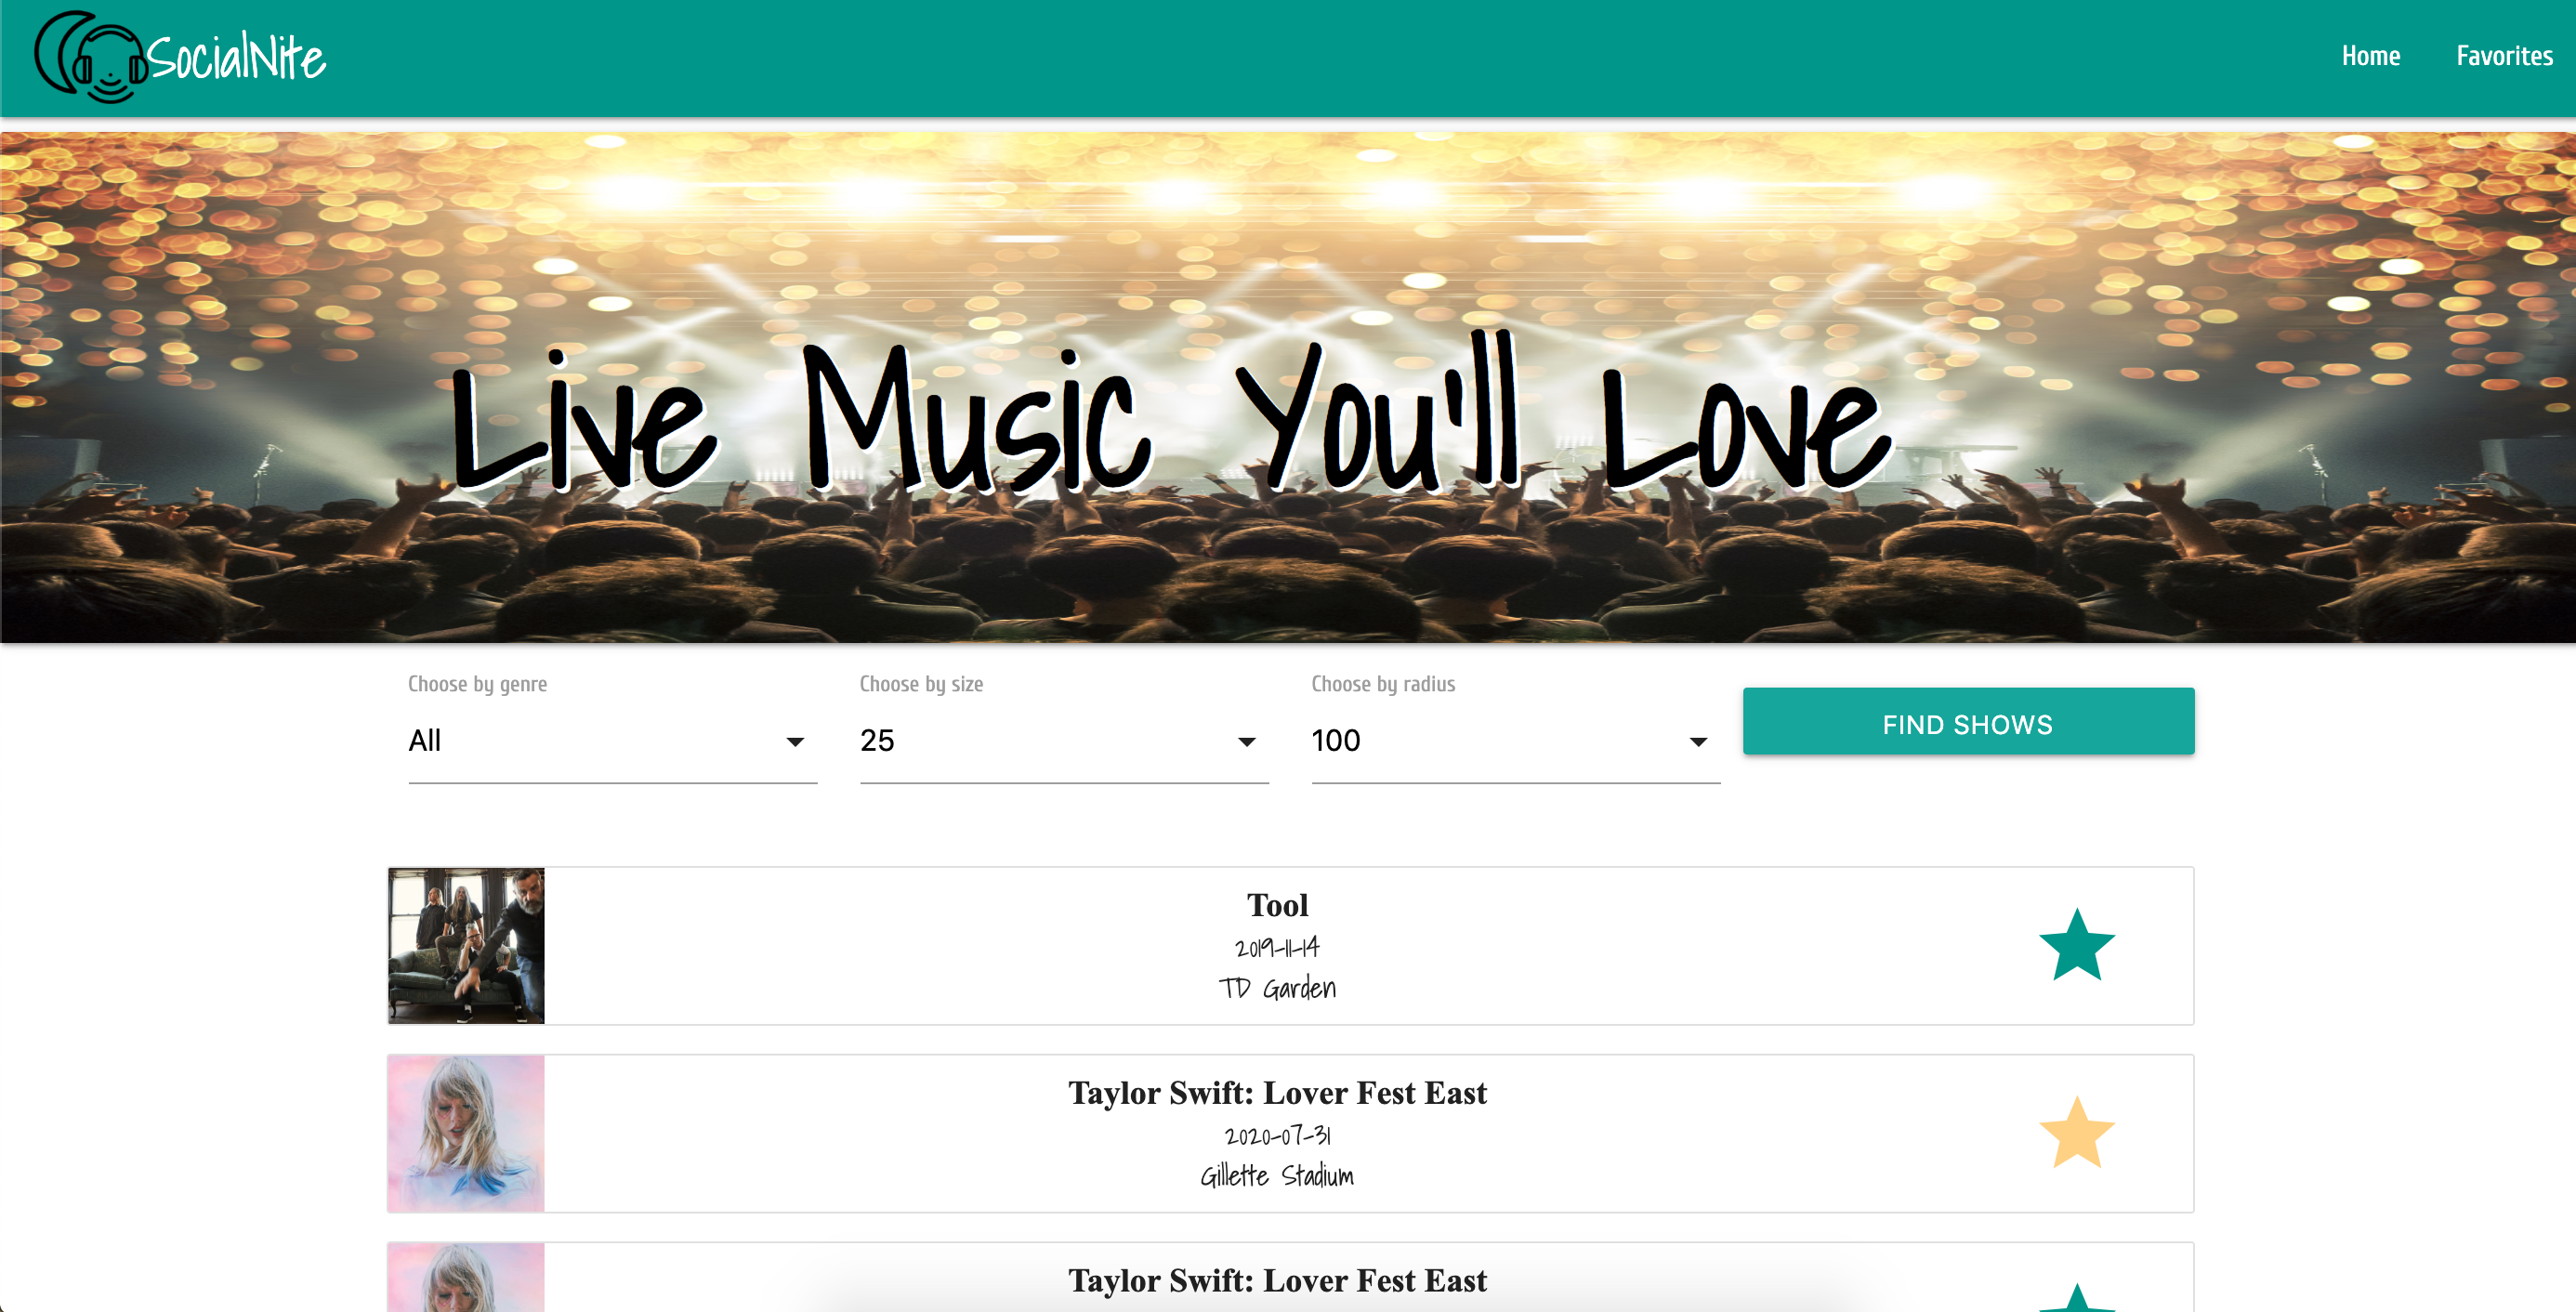 SocialNite
Home Favorites
Live Music You'll Love
Choose by genre Choose by size Choose by radius
All 25 100 FIND SHOWS
Tool
2019-11-14
TD Garden
Taylor Swift: Lover Fest East
2020-07-31
Gillette Stadium
Taylor Swift: Lover Fest East